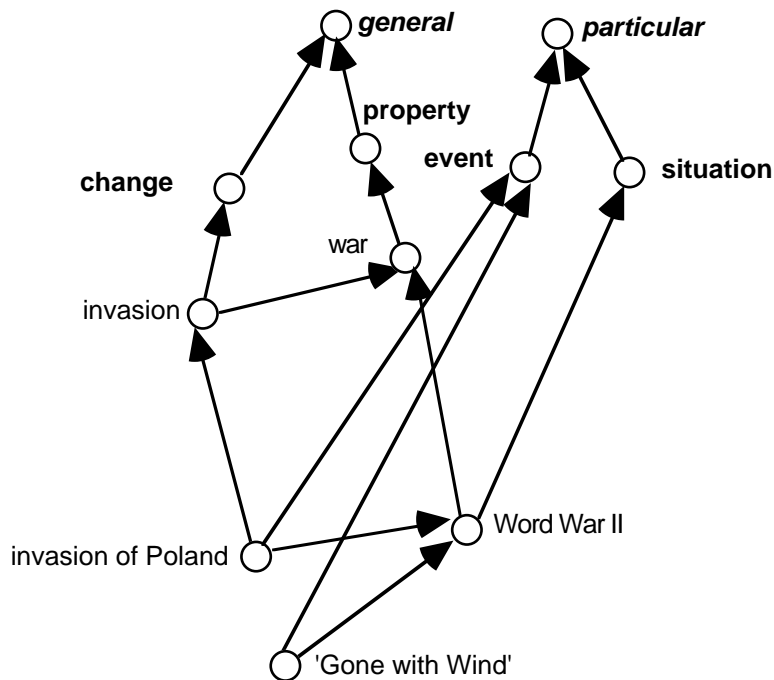 general
particular
property
event
change
situation
war
invasion
Word War II
invasion of Poland
'Gone with Wind'